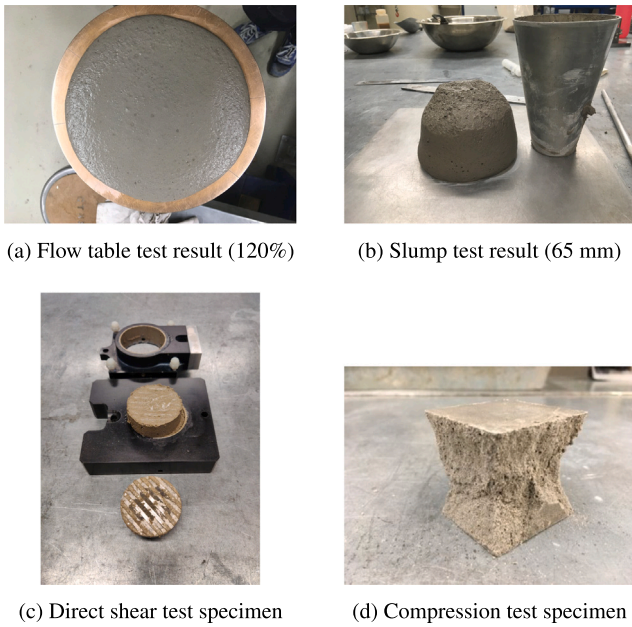 (a) Flow table test result (120%)
(b) Slump test result (65 mm)
(c) Direct shear test specimen
(d) Compression test specimen